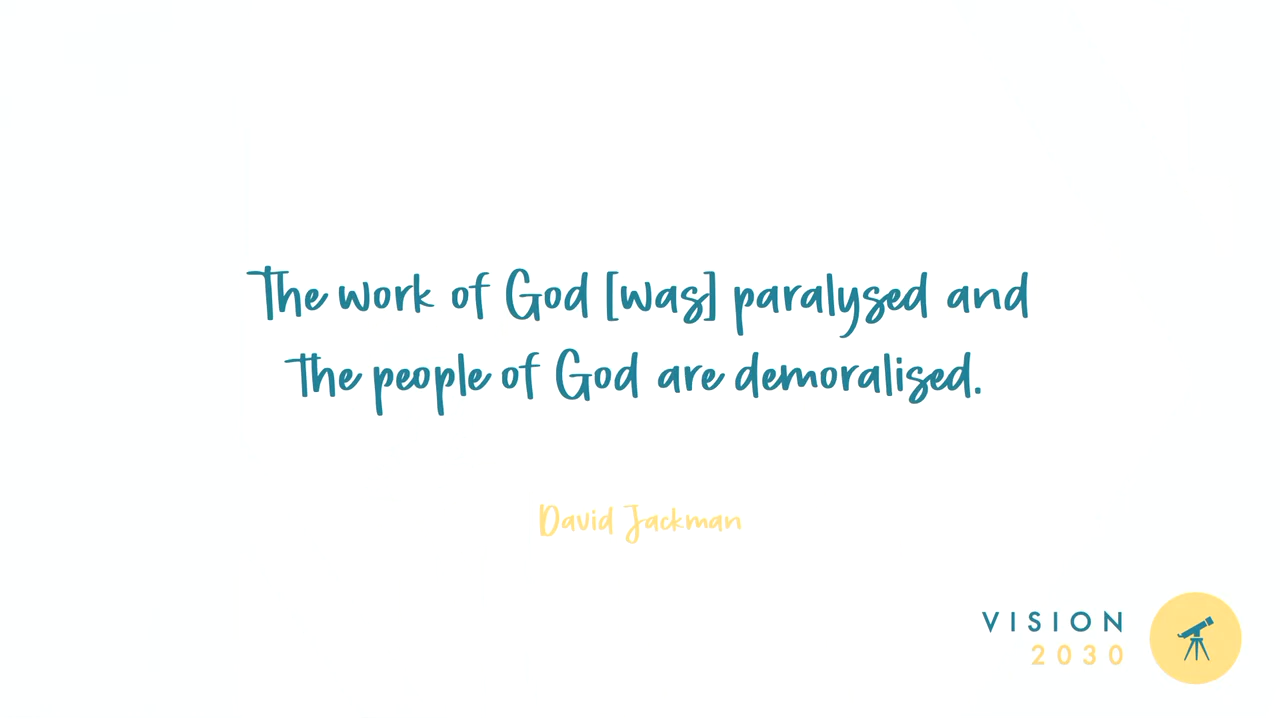 The work of God [was] paralysed and
the people of God are demoralised.
David Jackman
VISION
2030